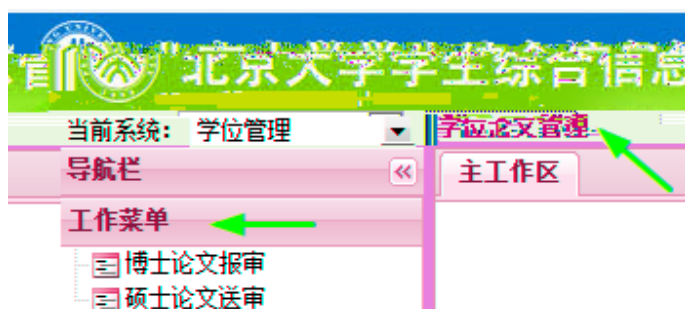 北京大学学生综合信息
当前系统： 学位管理 学位论文管理
导航栏 主工作区
工作菜单
博士论文报审
硕士论文送审